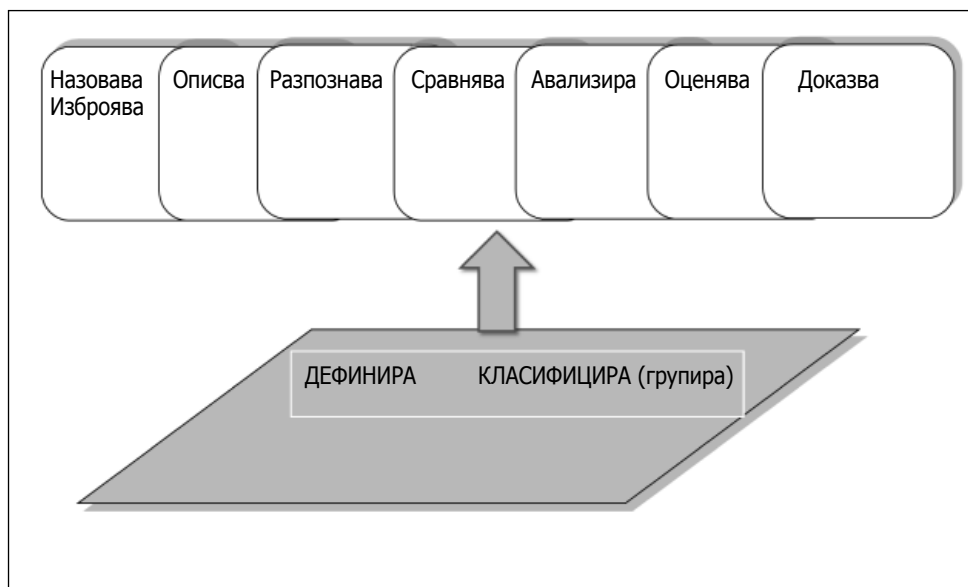 Назовава Описва Разпознава Сравнява Авализира Оценява Доказва
Изброява
ДЕФИНИРА КЛАСИФИЦИРА (групира)